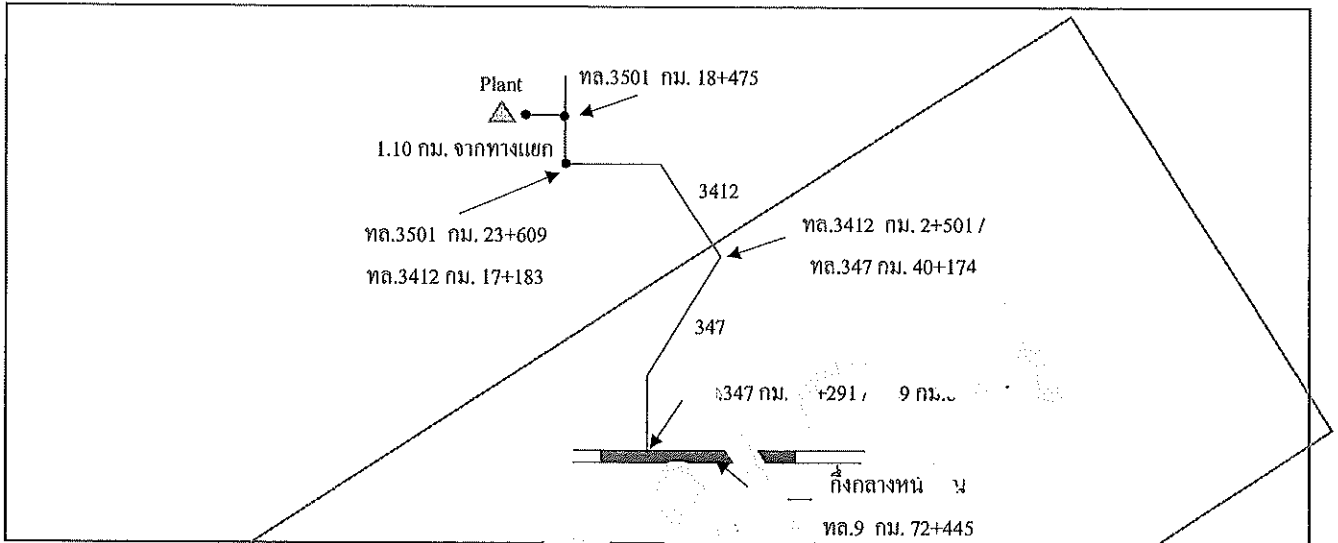 Plant
ทล.3501 กม. 18+475
1.10 กม. จากทางแยก
3412
ทล.3501 กม. 23+609
ทล.3412 กม. 17+183
ทล.3412 กม. 2+501 /
ทล.347 กม. 40+174
347
347 กม. +291 / 9 กม.
กึ่งกลางหน่
ทล.9 กม. 72+445